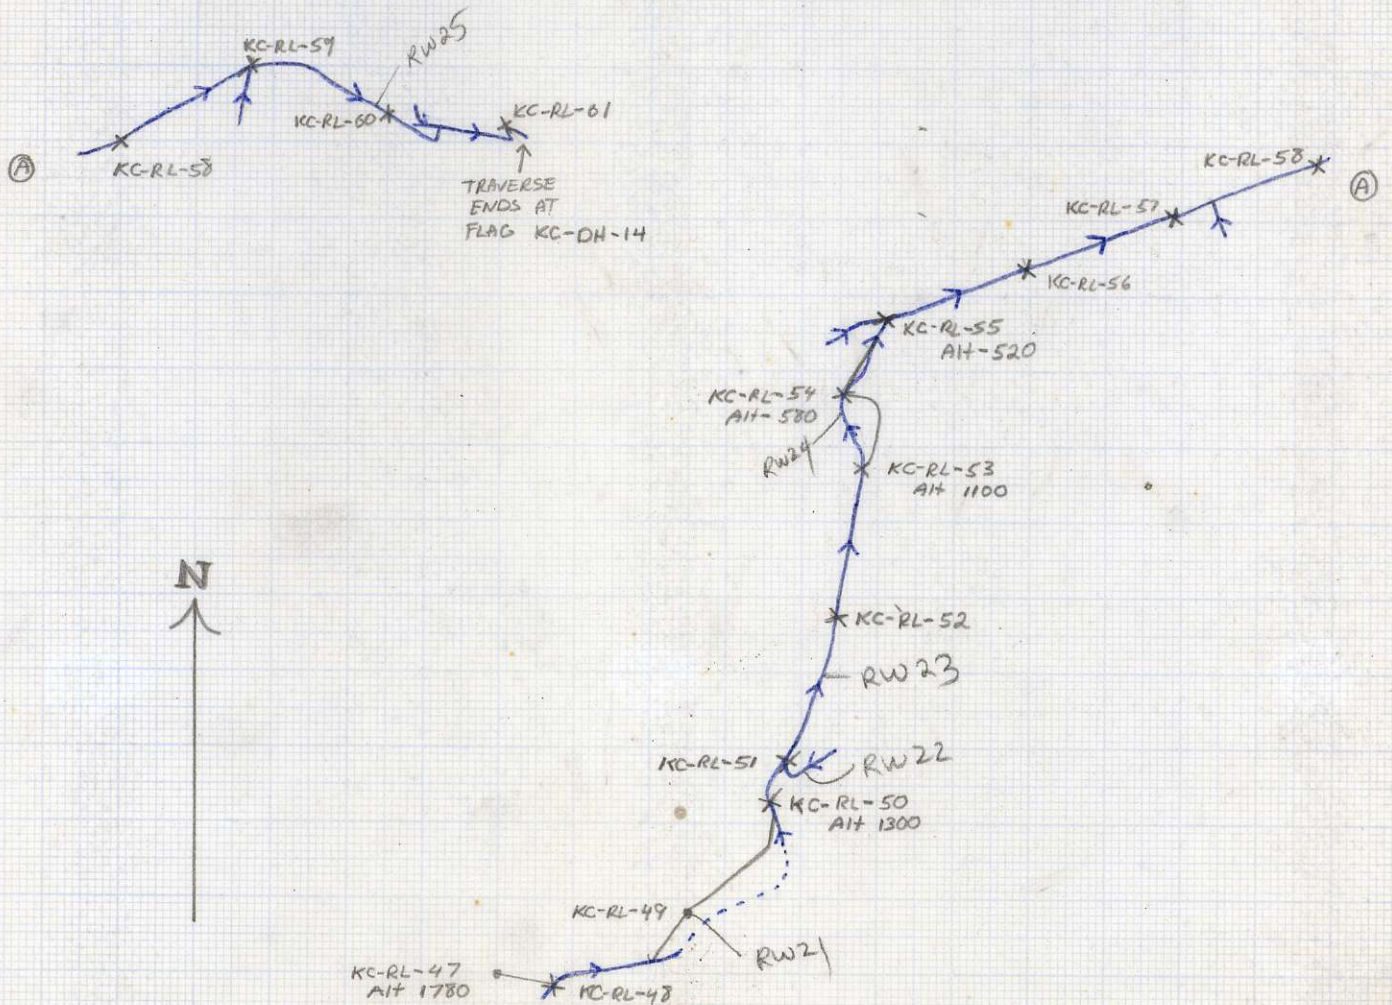 KC-RL-59
RW25
KC-RL-60
KC-RL-61
A
KC-RL-58
TRAVERSE
ENDS AT
FLAG KC-DH-14
KC-RL-58
A
KC-RL-57
KC-RL-56
KC-RL-55
Alt-520
KC-RL-54
Alt-580
RW24
KC-RL-53
Alt 1100
N
KC-RL-52
RW23
KC-RL-51
RW22
KC-RL-50
Alt 1300
KC-RL-49
RW21
KC-RL-47
Alt 1780
KC-RL-48